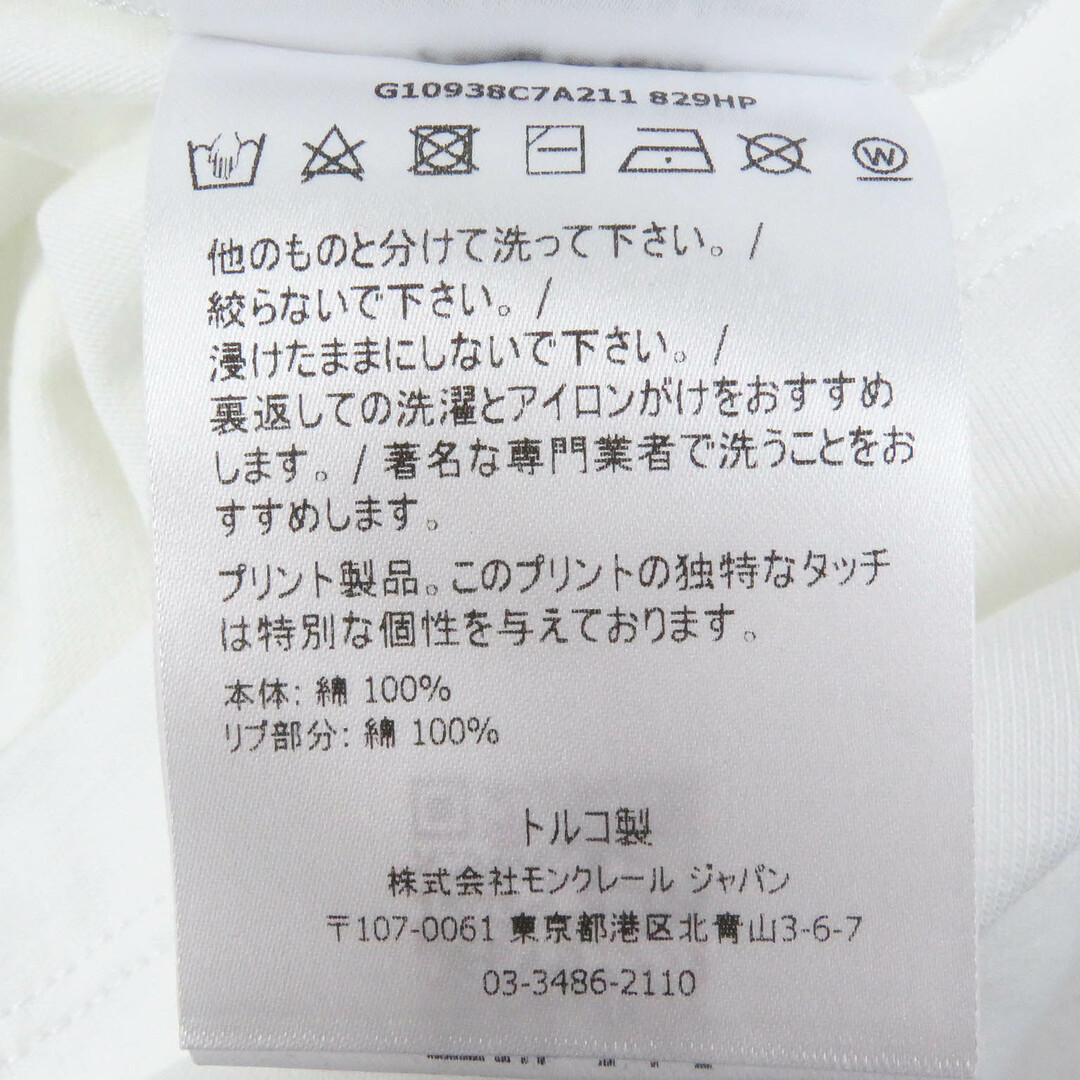 G10938C7A211 829HP
W
他のものと分けて洗って下さい。/
絞らないで下さい。/
浸けたままにしないで下さい。/
裏返しての洗濯とアイロンがけをおすすめ
します。/ 著名な専門業者で洗うことをお
すすめします。
プリント製品。このプリントの独特なタッチ
は特別な個性を与えております。
本体: 綿 100%
リブ部分: 綿 100%
トルコ製
株式会社モンクレール ジャパン
〒107-0061 東京都港区北青山3-6-7
03-3486-2110